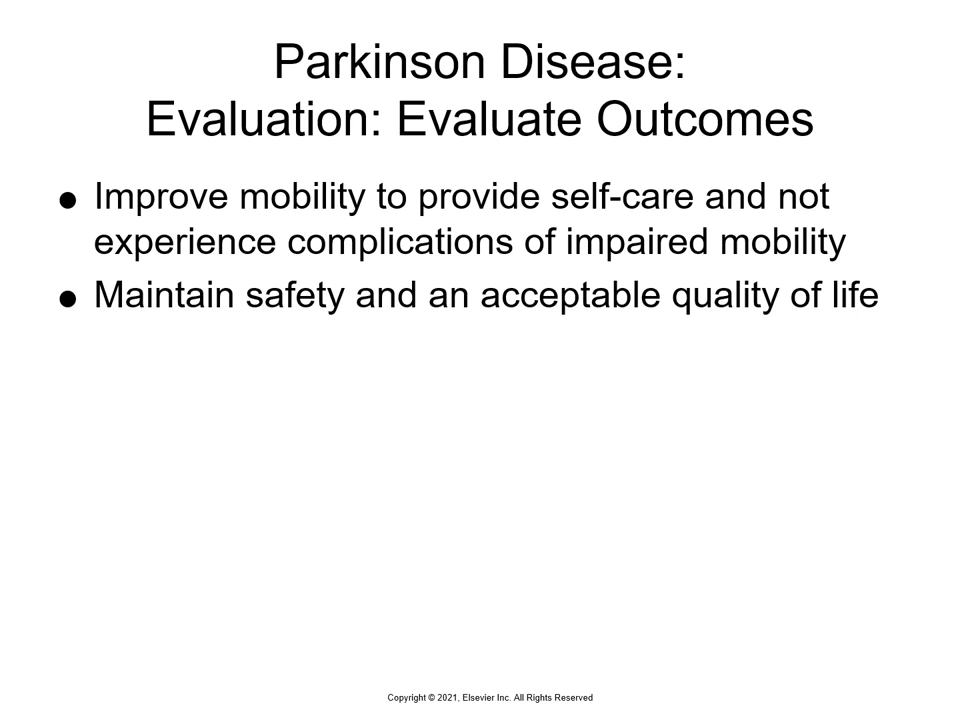 Parkinson Disease:
Evaluation: Evaluate Outcomes
● Improve mobility to provide self-care and not
experience complications of impaired mobility
● Maintain safety and an acceptable quality of life
Copyright © 2021, Elsevier Inc. All Rights Reserved